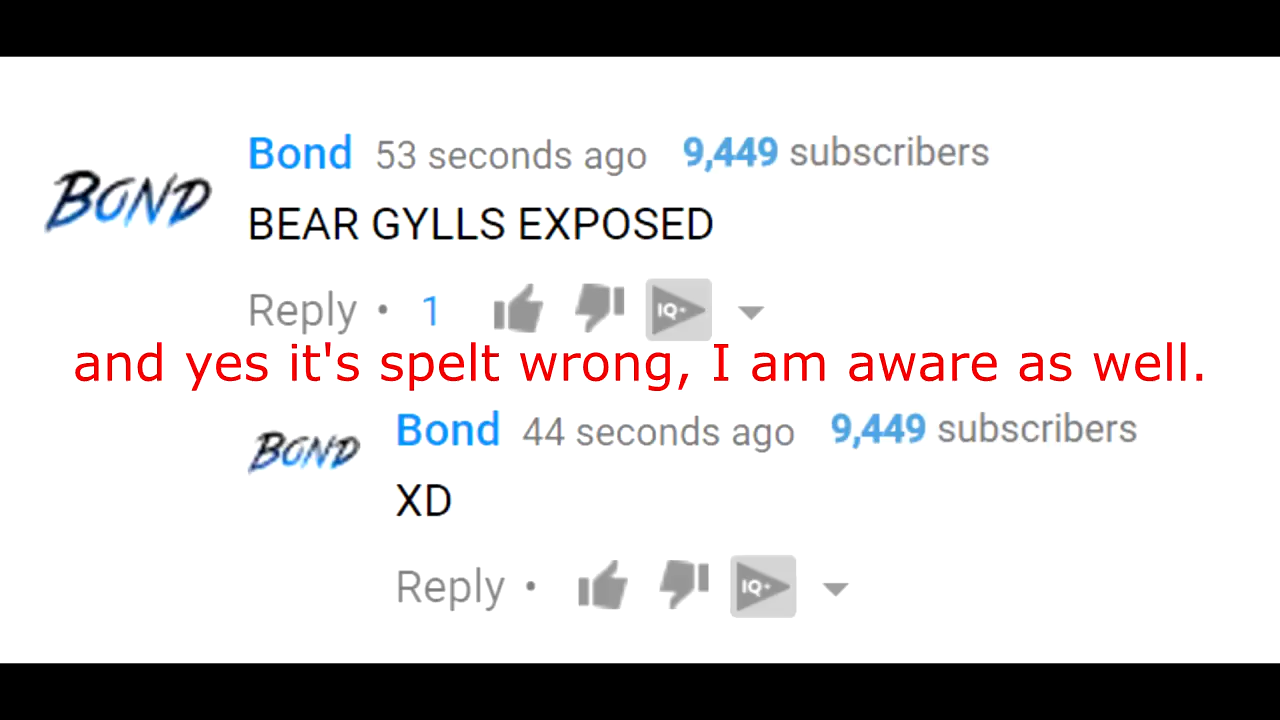 BOND
Bond 53 seconds ago 9,449 subscribers
BEAR GYLLS EXPOSED
Reply • 1 IQ+
and yes it's spelt wrong, I am aware as well.
BOND
Bond 44 seconds ago 9,449 subscribers
XD
Reply • IQ+